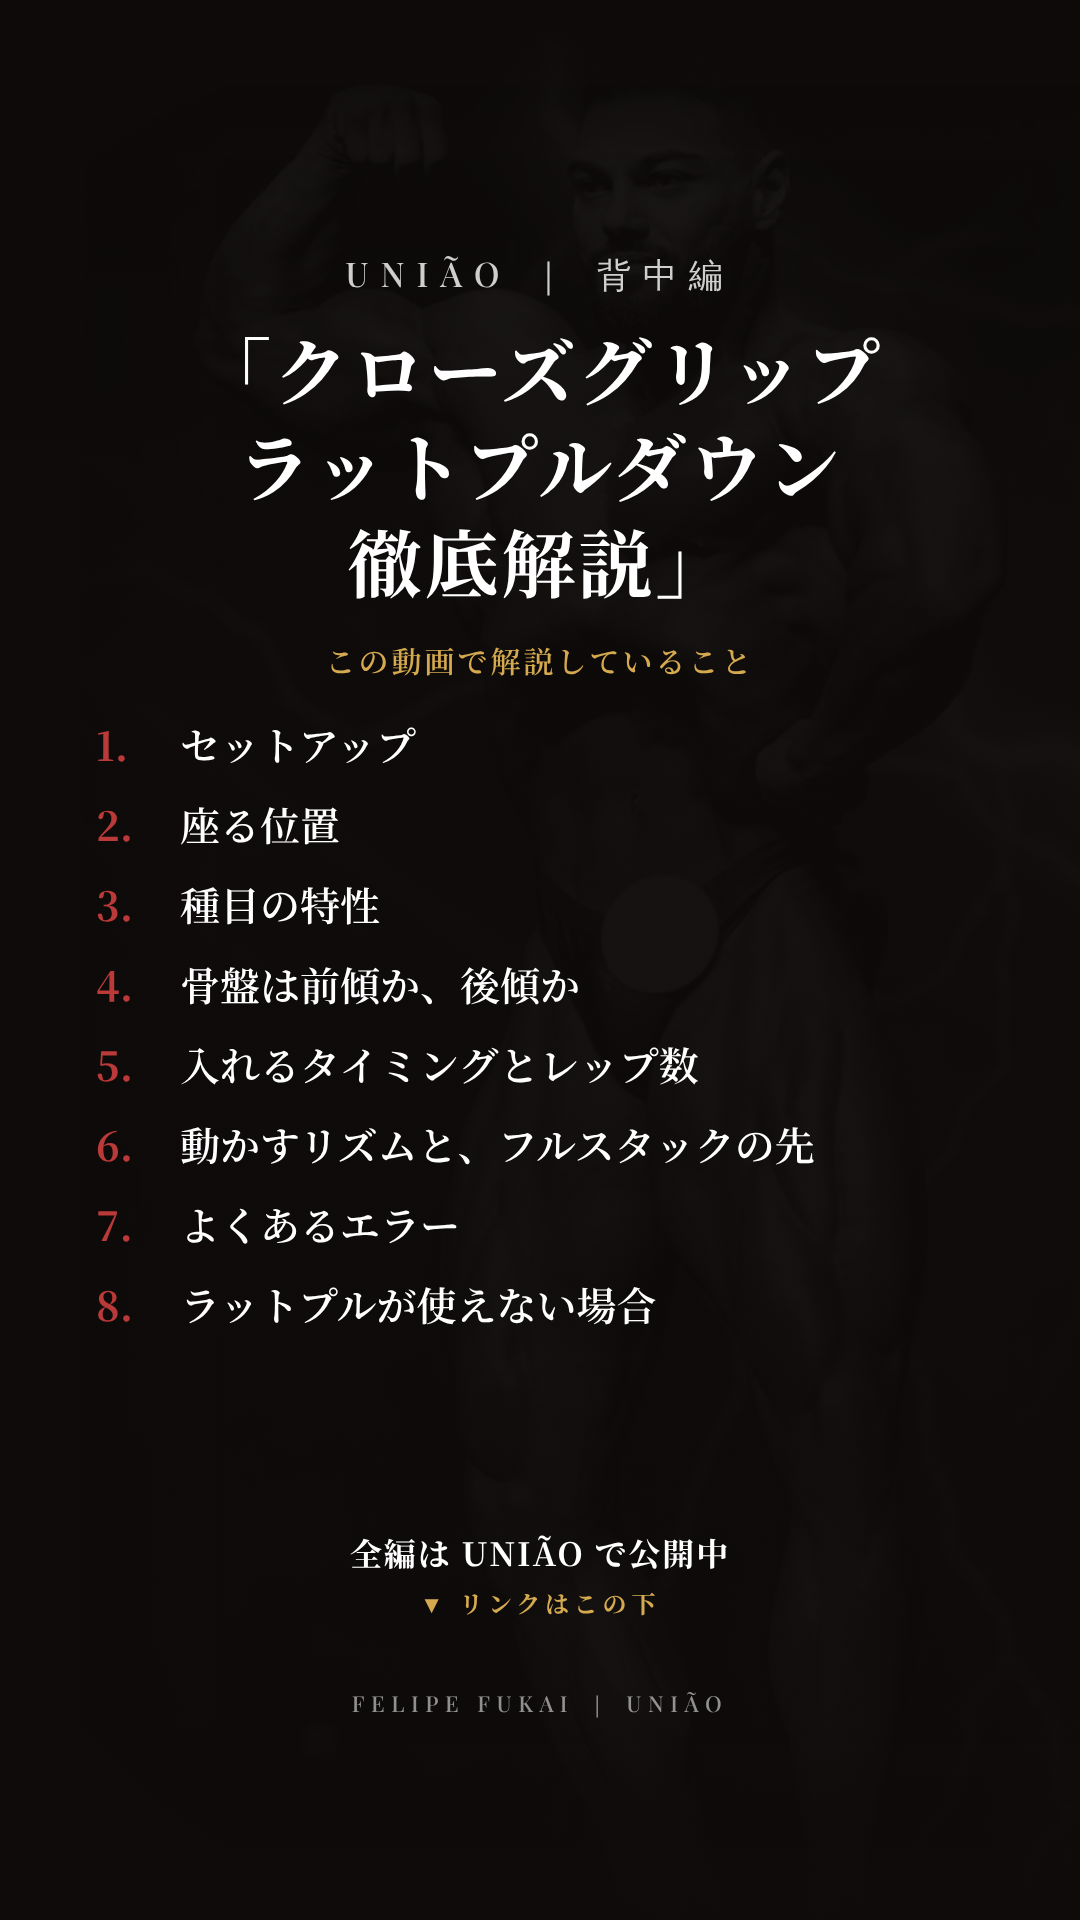 UNIÃO | 背中編
「クローズグリップ
ラットプルダウン
徹底解説」
この動画で解説していること
1. セットアップ
2. 座る位置
3. 種目の特性
4. 骨盤は前傾か、後傾か
5. 入れるタイミングとレップ数
6. 動かすリズムと、フルスタックの先
7. よくあるエラー
8. ラットプルが使えない場合
全編は UNIÃO で公開中
▼ リンクはこの下
FELIPE FUKAI | UNIÃO